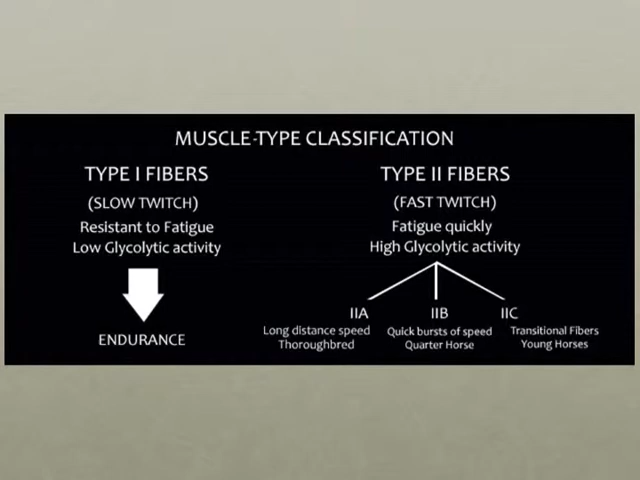 MUSCLE-TYPE CLASSIFICATION
TYPE I FIBERS
(SLOW TWITCH)
Resistant to Fatigue
Low Glycolytic activity
ENDURANCE
TYPE II FIBERS
(FAST TWITCH)
Fatigue quickly
High Glycolytic activity
IIA
Long distance speed
Thoroughbred
IIB
Quick bursts of speed
Quarter Horse
IIC
Transitional Fibers
Young Horses